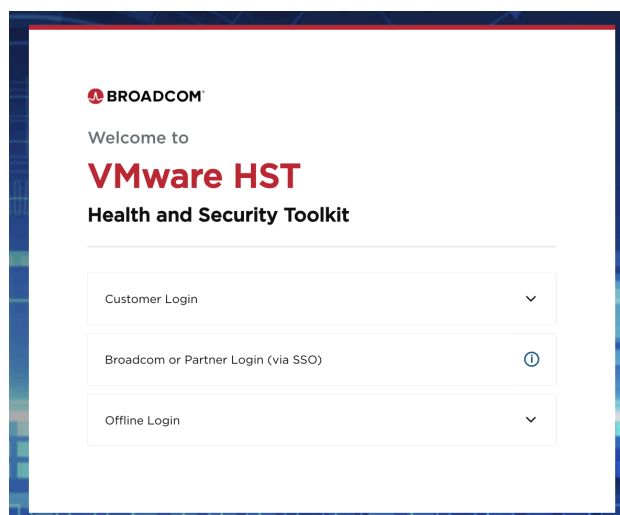 BROADCOM
Welcome to
VMware HST
Health and Security Toolkit
Customer Login
Broadcom or Partner Login (via SSO)
Offline Login